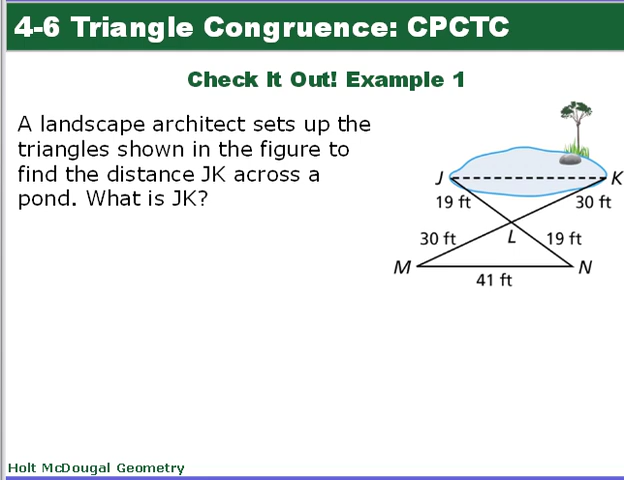 4-6 Triangle Congruence: CPCTC
Check It Out! Example 1
A landscape architect sets up the
triangles shown in the figure to
find the distance JK across a
pond. What is JK?
J
K
19 ft
30 ft
30 ft
L
19 ft
M
N
41 ft
Holt McDougal Geometry